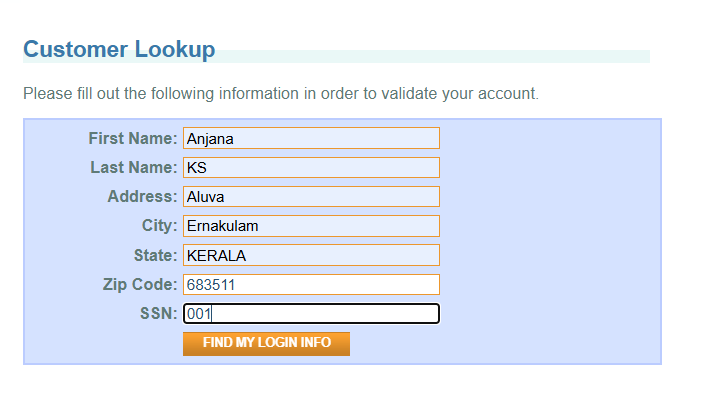 Customer Lookup
Please fill out the following information in order to validate your account.
First Name: Anjana
Last Name: KS
Address: Aluva
City: Ernakulam
State: KERALA
Zip Code: 683511
SSN: 001
FIND MY LOGIN INFO